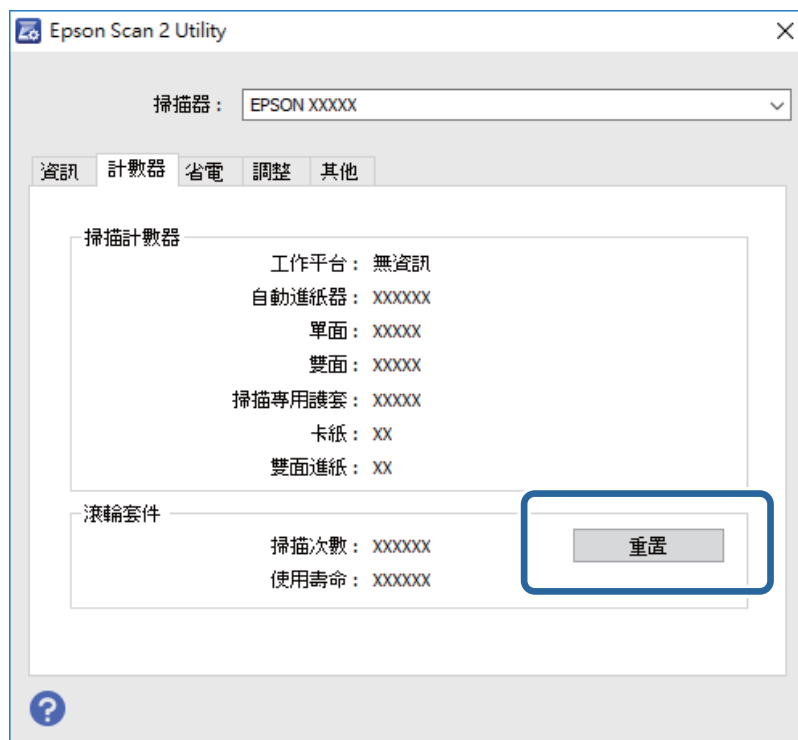 Epson Scan 2 Utility
掃描器： EPSON XXXXX
資訊 計數器 省電 調整 其他
掃描計數器
工作平台： 無資訊
自動進紙器： XXXXXX
單面： XXXXX
雙面： XXXXX
掃描專用護套： XXXXX
卡紙： XX
雙面進紙： XX
滾輪套件
掃描次數： XXXXXX 重置
使用壽命： XXXXXX
?